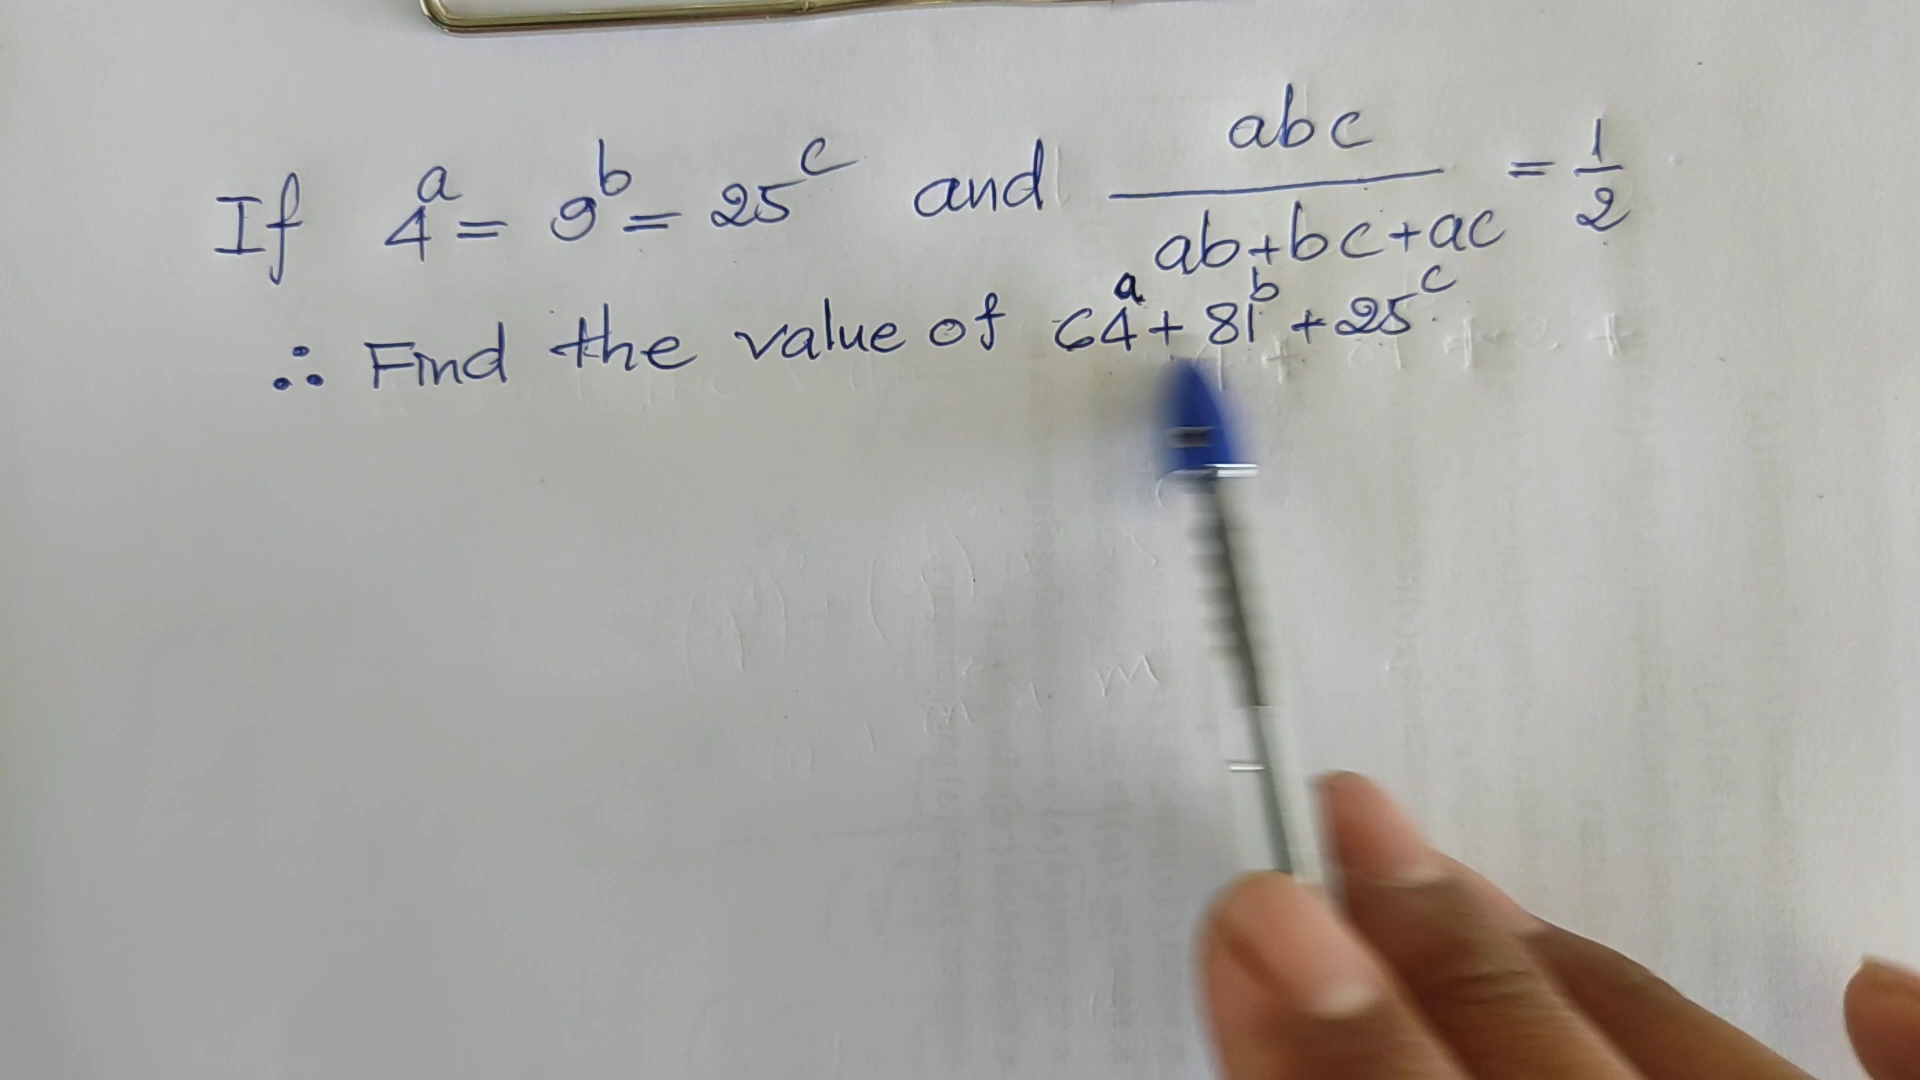 If 4^a = 9^b = 25^c and abc / (ab+bc+ac) = 1/2
∴ Find the value of 64^a + 81^b + 25^c